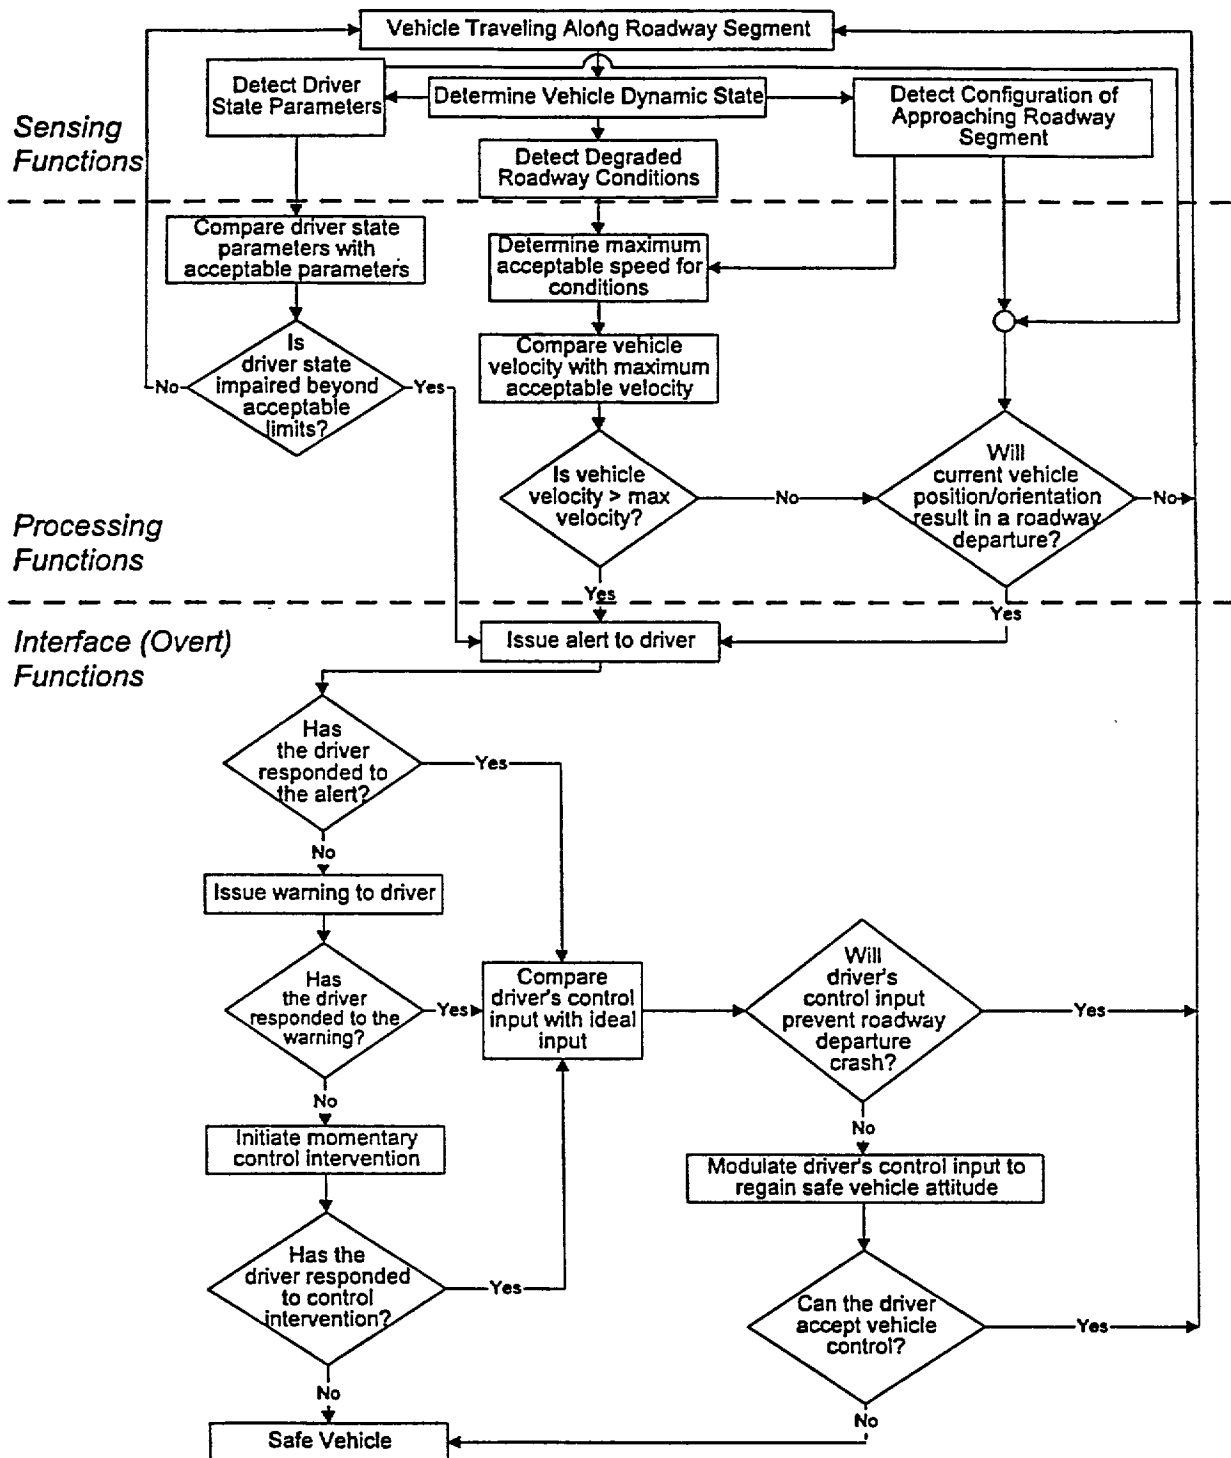 Vehicle Traveling Along Roadway Segment
Detect Driver
State Parameters
Determine Vehicle Dynamic State
Detect Configuration of
Approaching Roadway
Segment
Sensing
Functions
Detect Degraded
Roadway Conditions
Compare driver state
parameters with
acceptable parameters
Determine maximum
acceptable speed for
conditions
Is
driver state
impaired beyond
acceptable
limits?
No
Yes
Compare vehicle
velocity with maximum
acceptable velocity
Is vehicle
velocity > max
velocity?
No
Will
current vehicle
position/orientation
result in a roadway
departure?
No
Processing
Functions
Yes
Yes
Interface (Overt)
Functions
Issue alert to driver
Has
the driver
responded to
the alert?
Yes
No
Issue warning to driver
Has
the driver
responded to the
warning?
Yes
Compare
driver's control
input with ideal
input
Will
driver's
control input
prevent roadway
departure
crash?
Yes
No
No
Initiate momentary
control intervention
Modulate driver's control input to
regain safe vehicle attitude
Has the
driver responded
to control
intervention?
Yes
Can the driver
accept vehicle
control?
Yes
No
No
Safe Vehicle